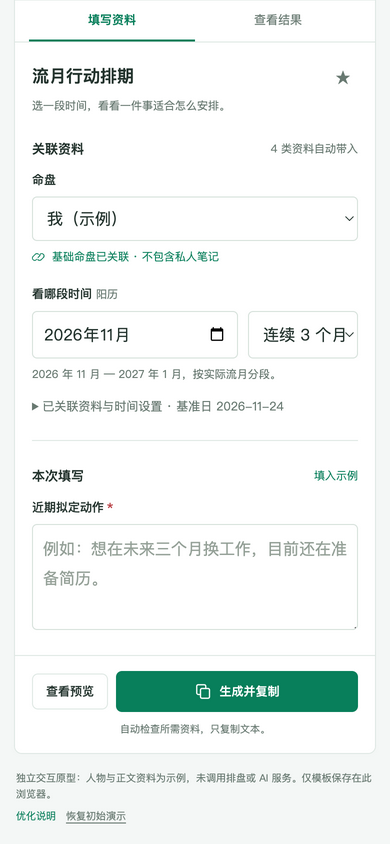 填写资料
查看结果
流月行动排期
★
选一段时间，看看一件事适合怎么安排。
关联资料
4 类资料自动带入
命盘
我（示例）
基础命盘已关联 · 不包含私人笔记
看哪段时间 阳历
2026年11月
连续 3 个月
2026 年 11 月 — 2027 年 1 月，按实际流月分段。
▶ 已关联资料与时间设置 · 基准日 2026-11-24
本次填写
填入示例
近期拟定动作 *
例如：想在未来三个月换工作，目前还在准
备简历。
查看预览
生成并复制
自动检查所需资料，只复制文本。
独立交互原型：人物与正文资料为示例，未调用排盘或 AI 服务。仅模板保存在此
浏览器。
优化说明 恢复初始演示